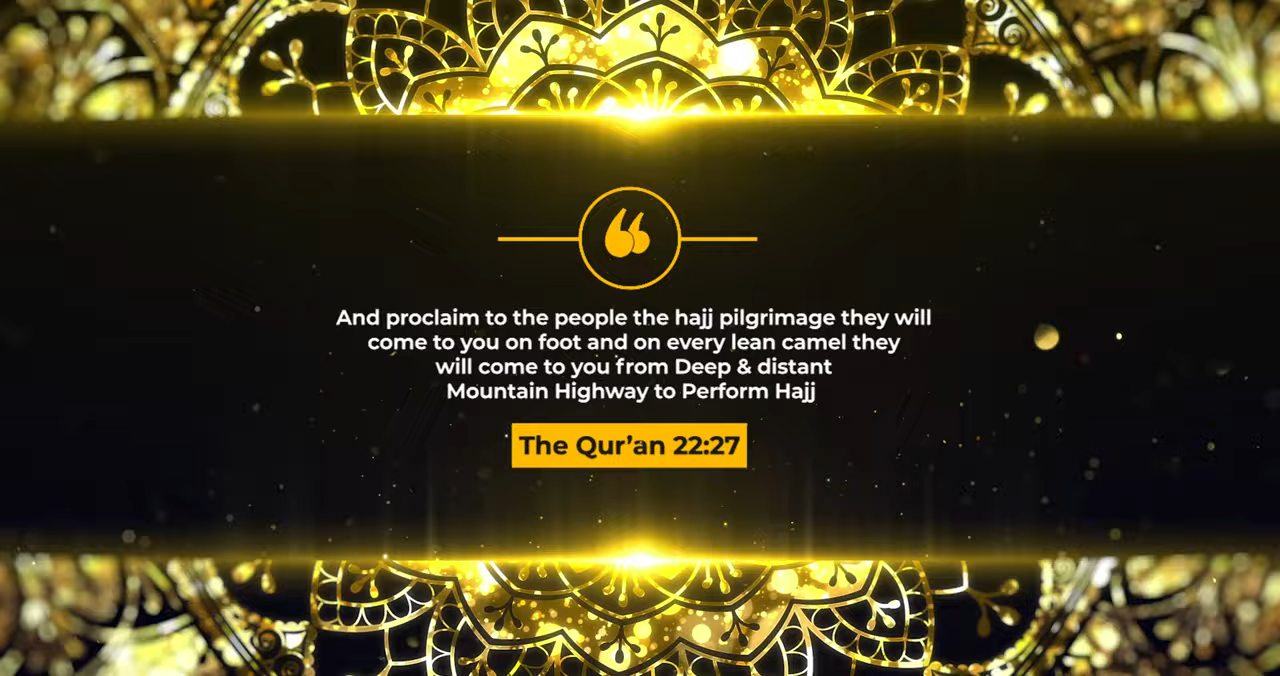 And proclaim to the people the hajj pilgrimage they will
come to you on foot and on every lean camel they
will come to you from Deep & distant
Mountain Highway to Perform Hajj
The Qur’an 22:27